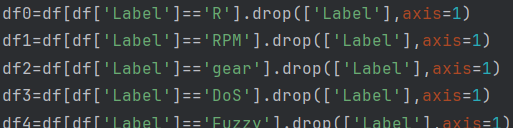 df0=df[df['Label']=='R'].drop(['Label'],axis=1)
df1=df[df['Label']=='RPM'].drop(['Label'],axis=1)
df2=df[df['Label']=='gear'].drop(['Label'],axis=1)
df3=df[df['Label']=='DoS'].drop(['Label'],axis=1)
df4=df[df['Label']=='Fuzzy'].drop(['Label'],axis=1)